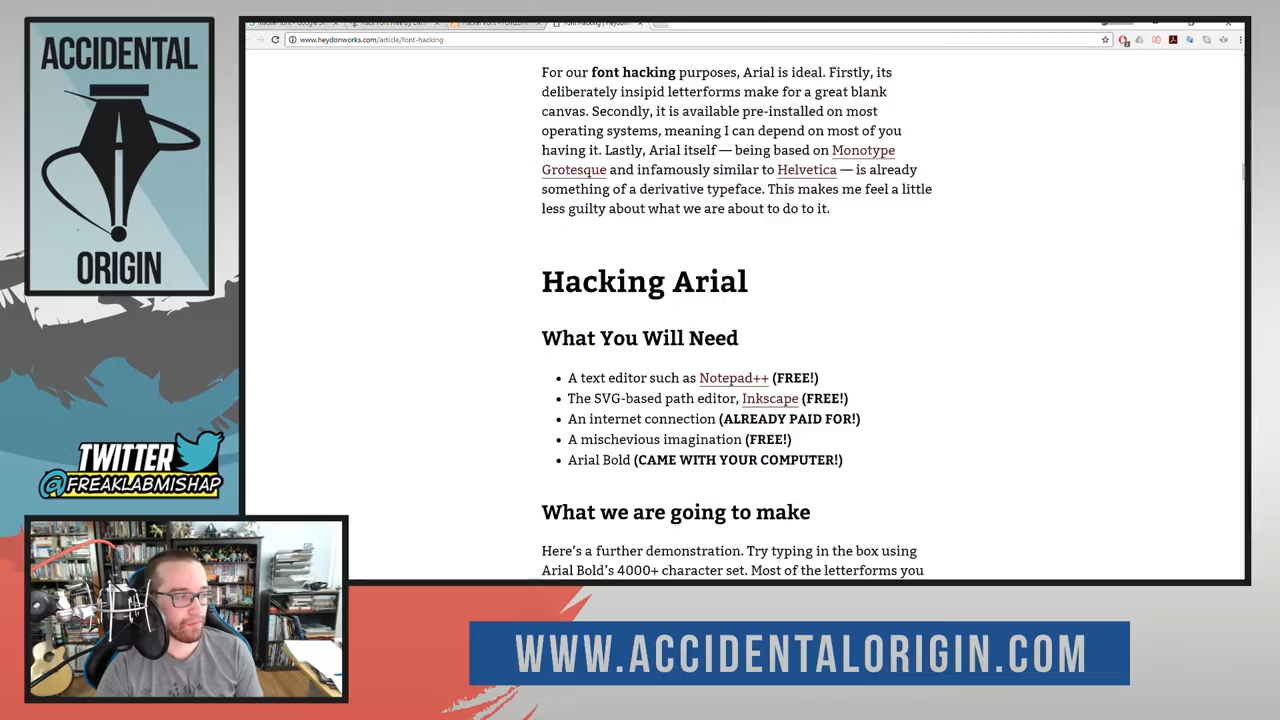 ACCIDENTAL
ORIGIN
TWITTER
@FREAKLABMISHAP
www.heydonworks.com/article/font-hacking
For our font hacking purposes, Arial is ideal. Firstly, its
deliberately insipid letterforms make for a great blank
canvas. Secondly, it is available pre-installed on most
operating systems, meaning I can depend on most of you
having it. Lastly, Arial itself — being based on Monotype
Grotesque and infamously similar to Helvetica — is already
something of a derivative typeface. This makes me feel a little
less guilty about what we are about to do to it.
Hacking Arial
What You Will Need
• A text editor such as Notepad++ (FREE!)
• The SVG-based path editor, Inkscape (FREE!)
• An internet connection (ALREADY PAID FOR!)
• A mischevious imagination (FREE!)
• Arial Bold (CAME WITH YOUR COMPUTER!)
What we are going to make
Here's a further demonstration. Try typing in the box using
Arial Bold's 4000+ character set. Most of the letterforms you
WWW.ACCIDENTALORIGIN.COM